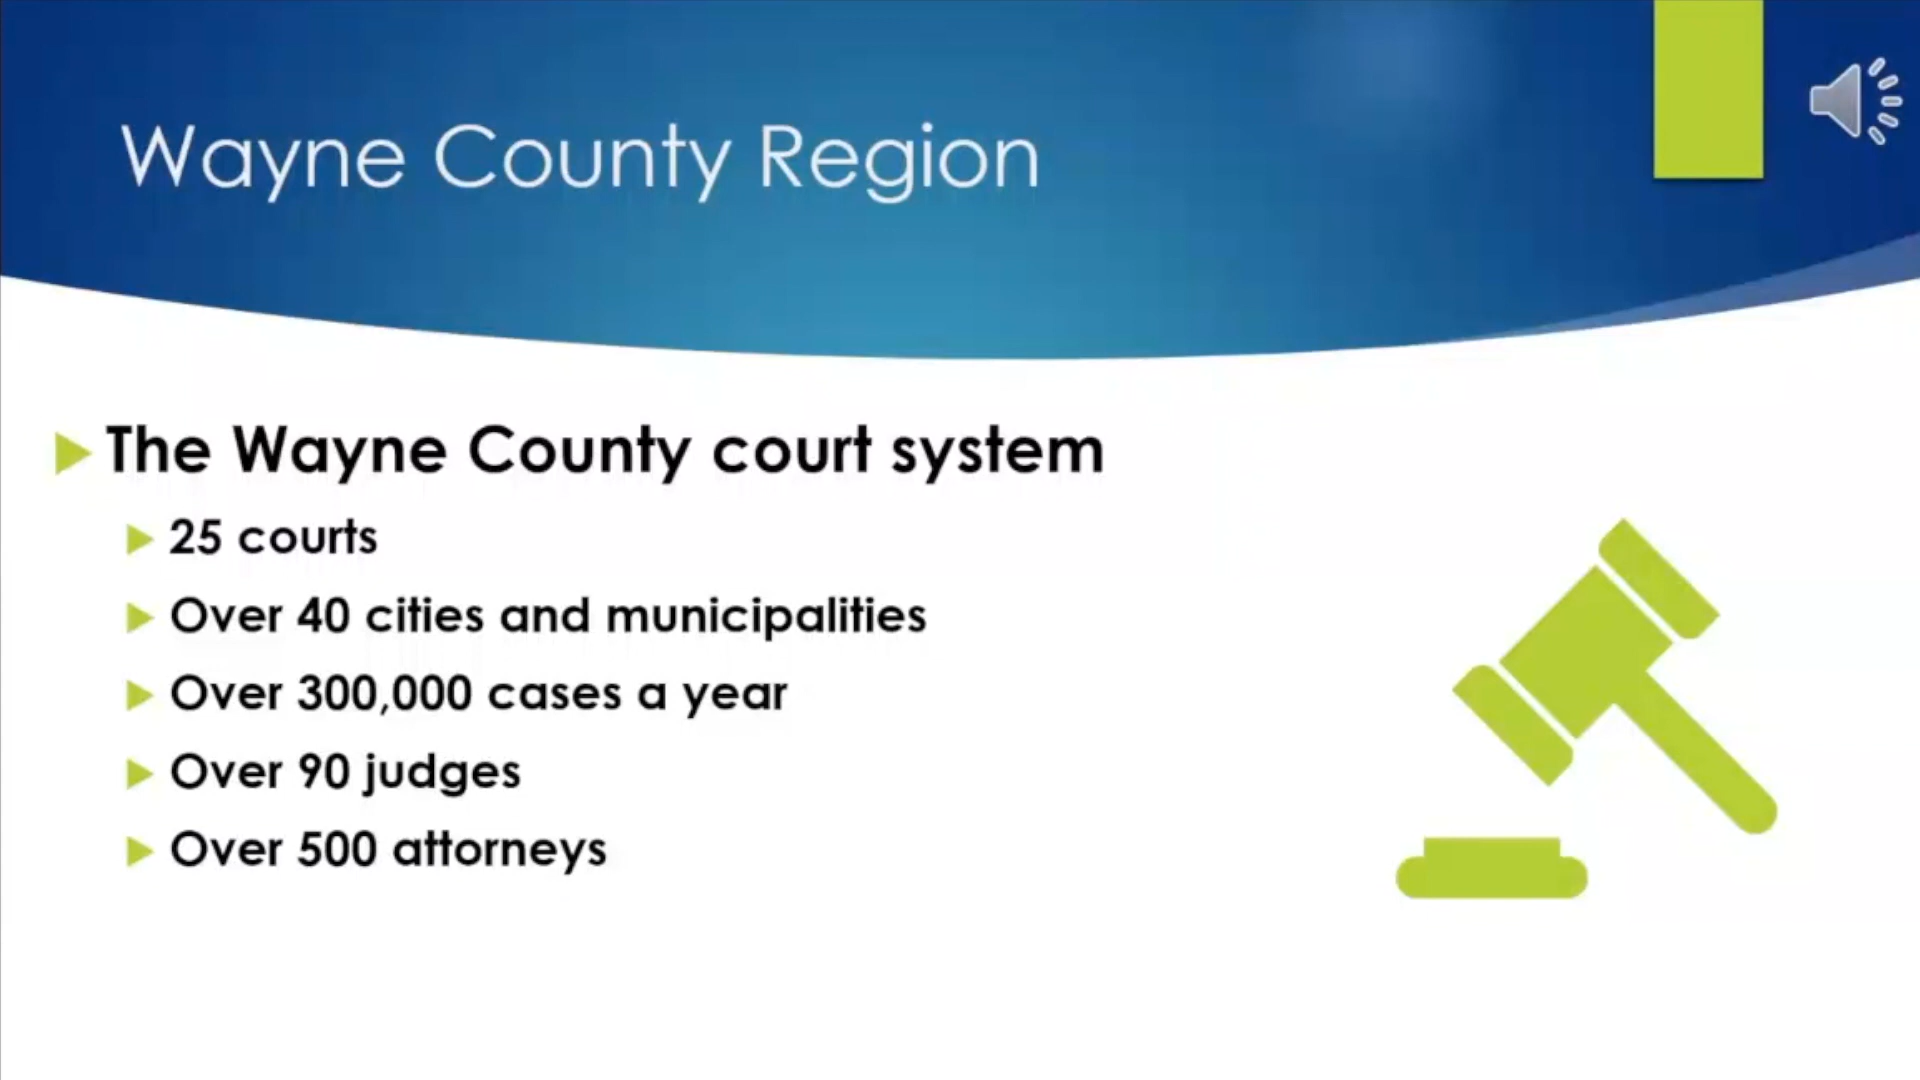 Wayne County Region
The Wayne County court system
25 courts
Over 40 cities and municipalities
Over 300,000 cases a year
Over 90 judges
Over 500 attorneys